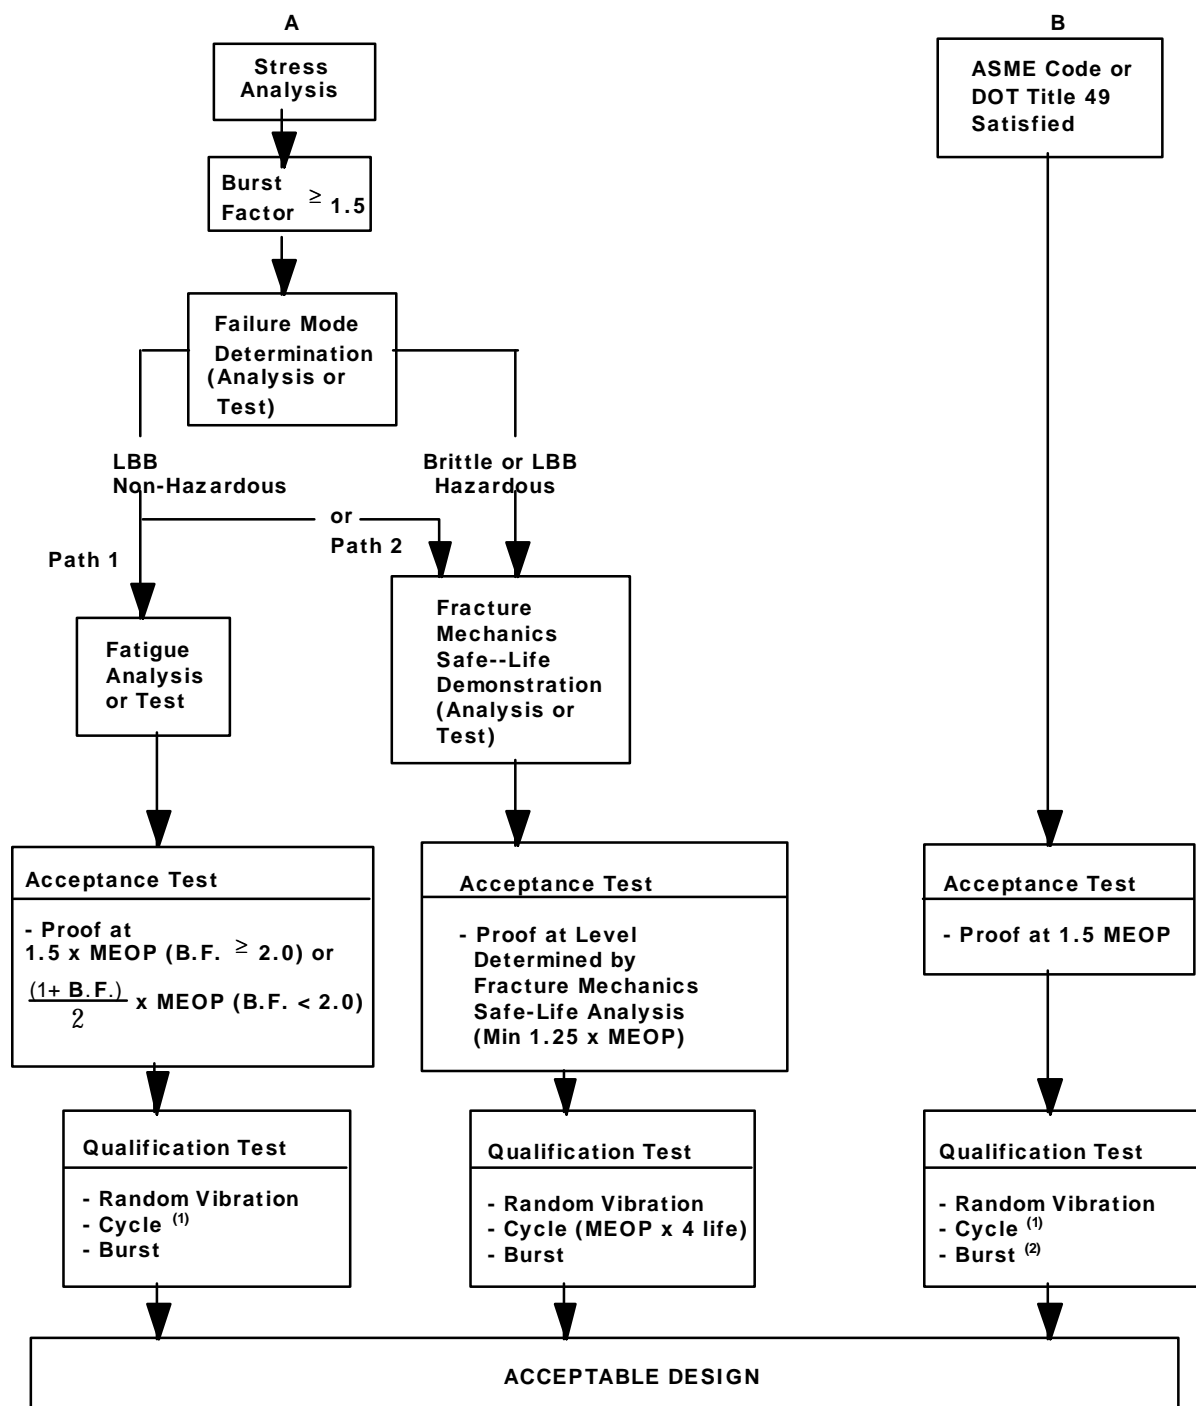 A
B
Stress
Analysis
ASME Code or
DOT Title 49
Satisfied
Burst
Factor ≥ 1.5
Failure Mode
Determination
(Analysis or
Test)
LBB
Non-Hazardous
Brittle or LBB
Hazardous
or
Path 1
Path 2
Fatigue
Analysis
or Test
Fracture
Mechanics
Safe--Life
Demonstration
(Analysis or
Test)
Acceptance Test
- Proof at
1.5 x MEOP (B.F. ≥ 2.0) or
(1+ B.F.)
2
x MEOP (B.F. < 2.0)
Acceptance Test
- Proof at Level
Determined by
Fracture Mechanics
Safe-Life Analysis
(Min 1.25 x MEOP)
Acceptance Test
- Proof at 1.5 MEOP
Qualification Test
- Random Vibration
- Cycle (1)
- Burst
Qualification Test
- Random Vibration
- Cycle (MEOP x 4 life)
- Burst
Qualification Test
- Random Vibration
- Cycle (1)
- Burst (2)
ACCEPTABLE DESIGN